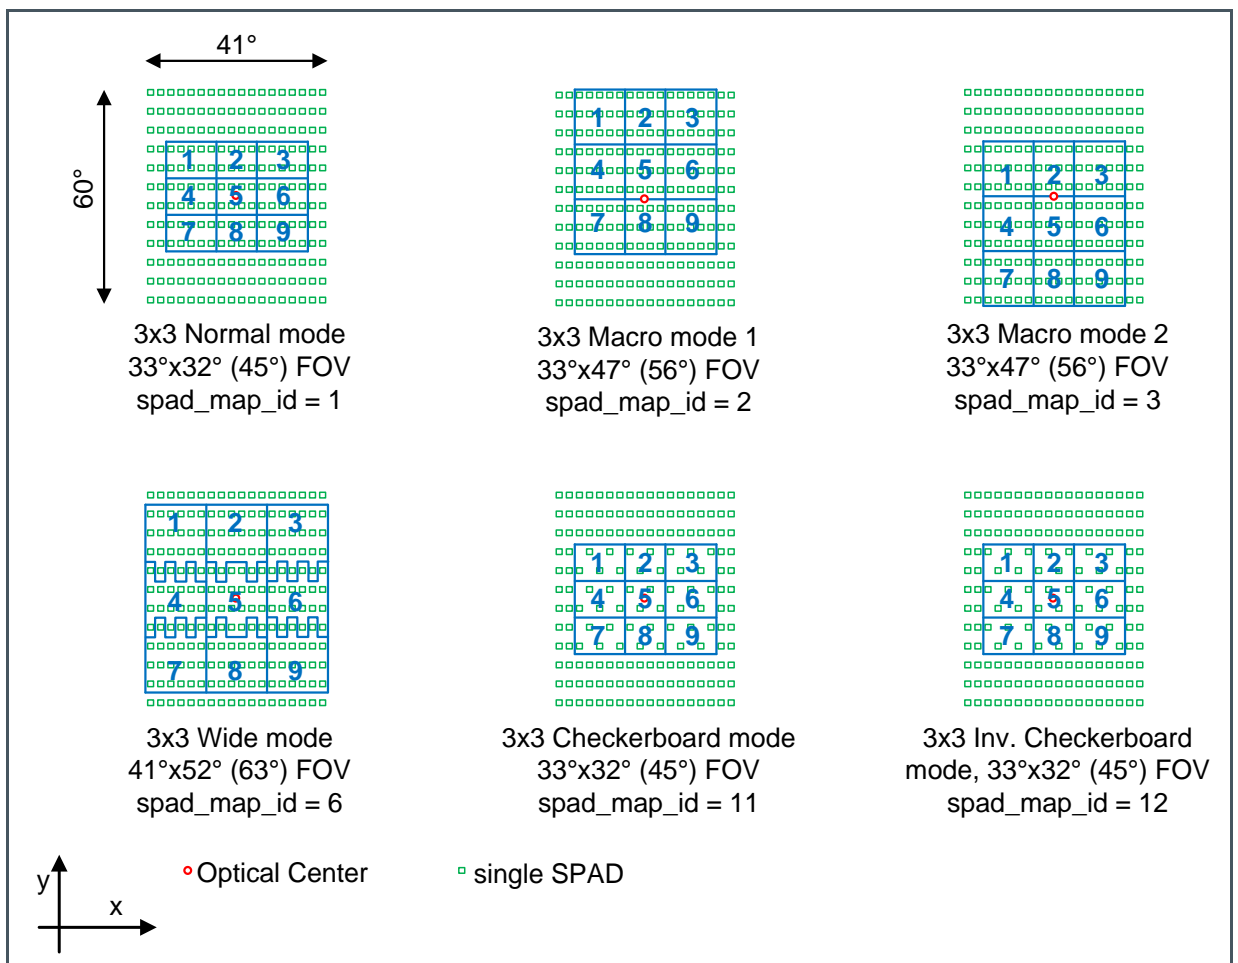 41°
60°
1 2 3
4 5 6
7 8 9
3x3 Normal mode
33°x32° (45°) FOV
spad_map_id = 1
1 2 3
4 5 6
7 8 9
3x3 Macro mode 1
33°x47° (56°) FOV
spad_map_id = 2
1 2 3
4 5 6
7 8 9
3x3 Macro mode 2
33°x47° (56°) FOV
spad_map_id = 3
1 2 3
4 5 6
7 8 9
3x3 Wide mode
41°x52° (63°) FOV
spad_map_id = 6
1 2 3
4 5 6
7 8 9
3x3 Checkerboard mode
33°x32° (45°) FOV
spad_map_id = 11
1 2 3
4 5 6
7 8 9
3x3 Inv. Checkerboard
mode, 33°x32° (45°) FOV
spad_map_id = 12
y
x
Optical Center
single SPAD